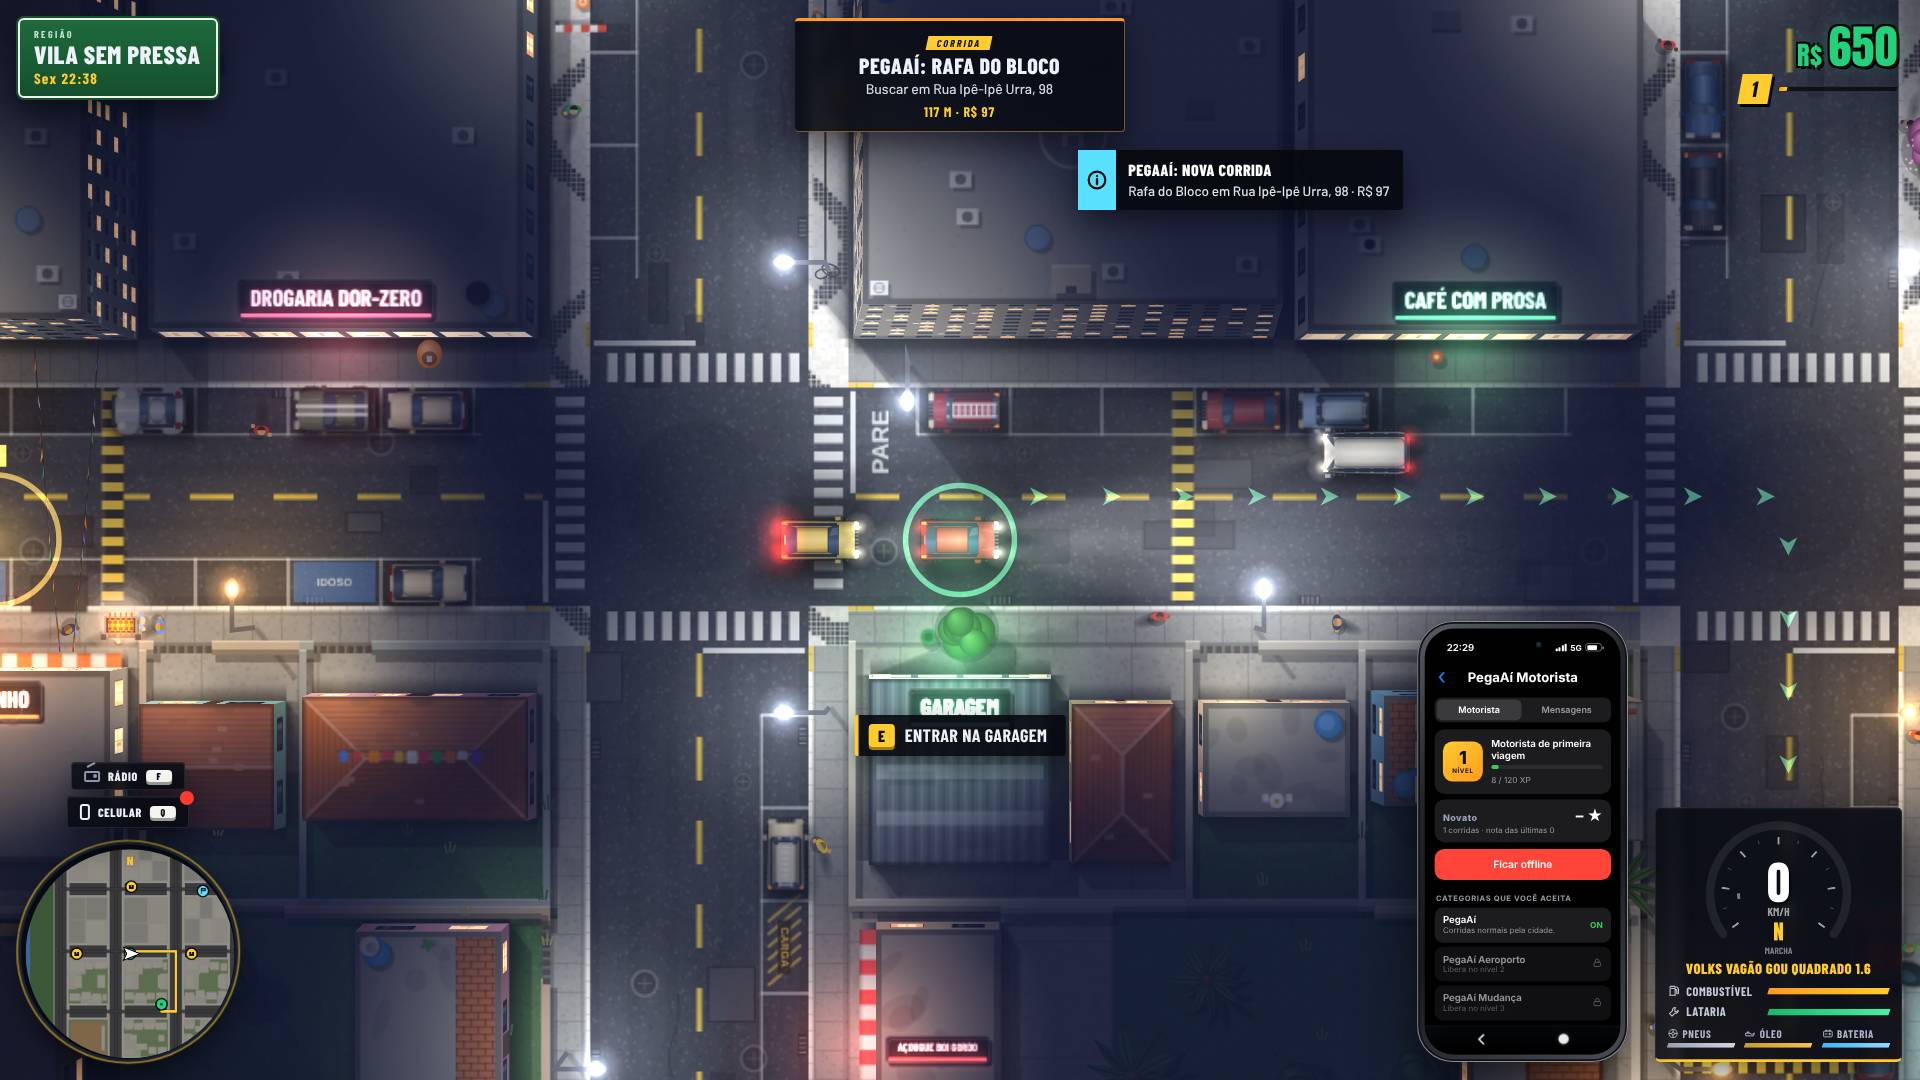 REGIÃO
VILA SEM PRESSA
Sex 22:38
CORRIDA
PEGAAÍ: RAFA DO BLOCO
Buscar em Rua Ipê-Ipê Urra, 98
117 M · R$ 97
PEGAAÍ: NOVA CORRIDA
Rafa do Bloco em Rua Ipê-Ipê Urra, 98 · R$ 97
R$ 650
1
DROGARIA DOR-ZERO
CAFÉ COM PROSA
PARE
IDOSO
NHO
GARAGEM
E ENTRAR NA GARAGEM
CARGA
AÇOUGUE BOI GORDO
RÁDIO F
CELULAR Q
N
22:29
5G
PegaAí Motorista
Motorista
Mensagens
1
NÍVEL
Motorista de primeira
viagem
8 / 120 XP
Novato
– ★
1 corridas · nota das últimas 0
Ficar offline
CATEGORIAS QUE VOCÊ ACEITA
PegaAí
Corridas normais pela cidade.
ON
PegaAí Aeroporto
Libera no nível 2
PegaAí Mudança
Libera no nível 3
0
KM/H
N
MARCHA
VOLKS VAGÃO GOU QUADRADO 1.6
COMBUSTÍVEL
LATARIA
PNEUS
ÓLEO
BATERIA